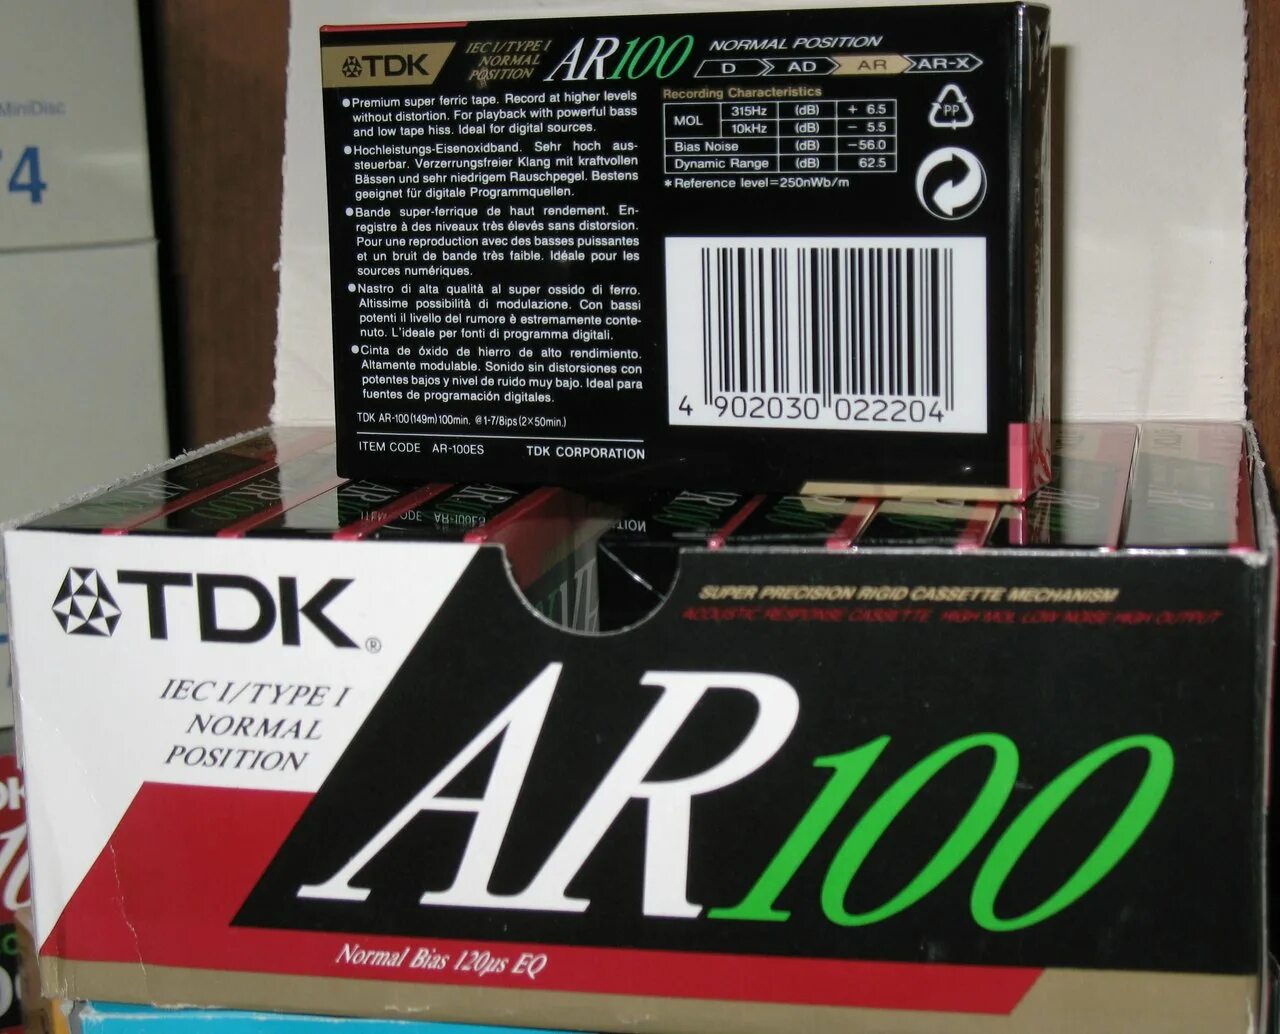 MiniDisc
74
TDK
IEC I/TYPE I
NORMAL
POSITION
AR100
NORMAL POSITION
D AD AR AR-X
●Premium super ferric tape. Record at higher levels
without distortion. For playback with powerful bass
and low tape hiss. Ideal for digital sources.
●Hochleistungs-Eisenoxidband. Sehr hoch aus-
steuerbar. Verzerrungsfreier Klang mit kraftvollen
Bässen und sehr niedrigem Rauschpegel. Bestens
geeignet für digitale Programmquellen.
●Bande super-ferrique de haut rendement. En-
registre à des niveaux très élevés sans distorsion.
Pour une reproduction avec des basses puissantes
et un bruit de bande très faible. Idéale pour les
sources numériques.
●Nastro di alta qualità al super ossido di ferro.
Altissime possibilità di modulazione. Con bassi
potenti il livello del rumore è estremamente conte-
nuto. L'ideale per fonti di programma digitali.
●Cinta de óxido de hierro de alto rendimiento.
Altamente modulable. Sonido sin distorsiones con
potentes bajos y nivel de ruido muy bajo. Ideal para
fuentes de programación digitales.
TDK AR-100(149m)100min. @1-7/8ips(2×50min.)
ITEM CODE AR-100ES TDK CORPORATION
Recording Characteristics
MOL 315Hz (dB) + 6.5
10kHz (dB) − 5.5
Bias Noise (dB) −56.0
Dynamic Range (dB) 62.5
*Reference level=250nWb/m
PP
4 902030 022204
TDK®
IEC I/TYPE I
NORMAL
POSITION
SUPER PRECISION RIGID CASSETTE MECHANISM
ACOUSTIC RESPONSE CASSETTE HIGH MOL LOW NOISE HIGH OUTPUT
AR100
Normal Bias 120µs EQ